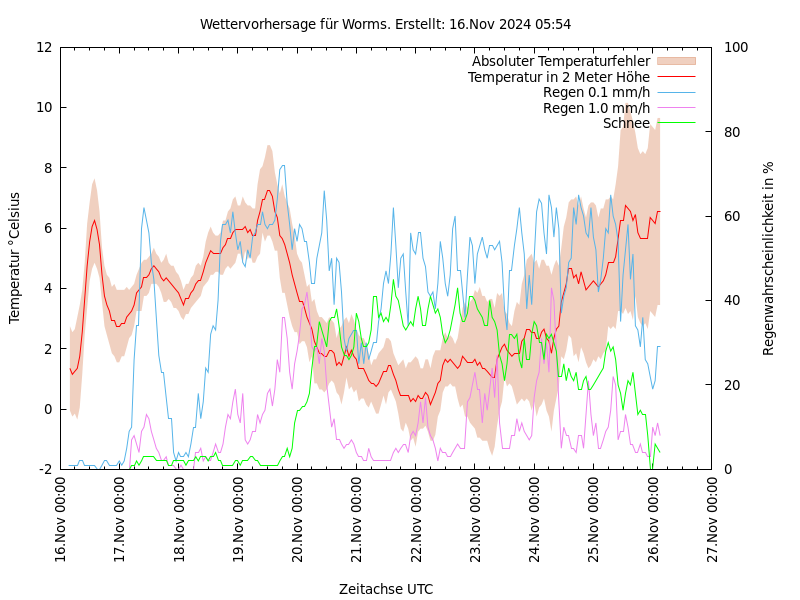 Wettervorhersage für Worms. Erstellt: 16.Nov 2024 05:54
12
10
8
6
4
2
0
-2
100
80
60
40
20
0
Temperatur °Celsius
Regenwahrscheinlichkeit in %
Absoluter Temperaturfehler
Temperatur in 2 Meter Höhe
Regen 0.1 mm/h
Regen 1.0 mm/h
Schnee
16.Nov 00:00
17.Nov 00:00
18.Nov 00:00
19.Nov 00:00
20.Nov 00:00
21.Nov 00:00
22.Nov 00:00
23.Nov 00:00
24.Nov 00:00
25.Nov 00:00
26.Nov 00:00
27.Nov 00:00
Zeitachse UTC